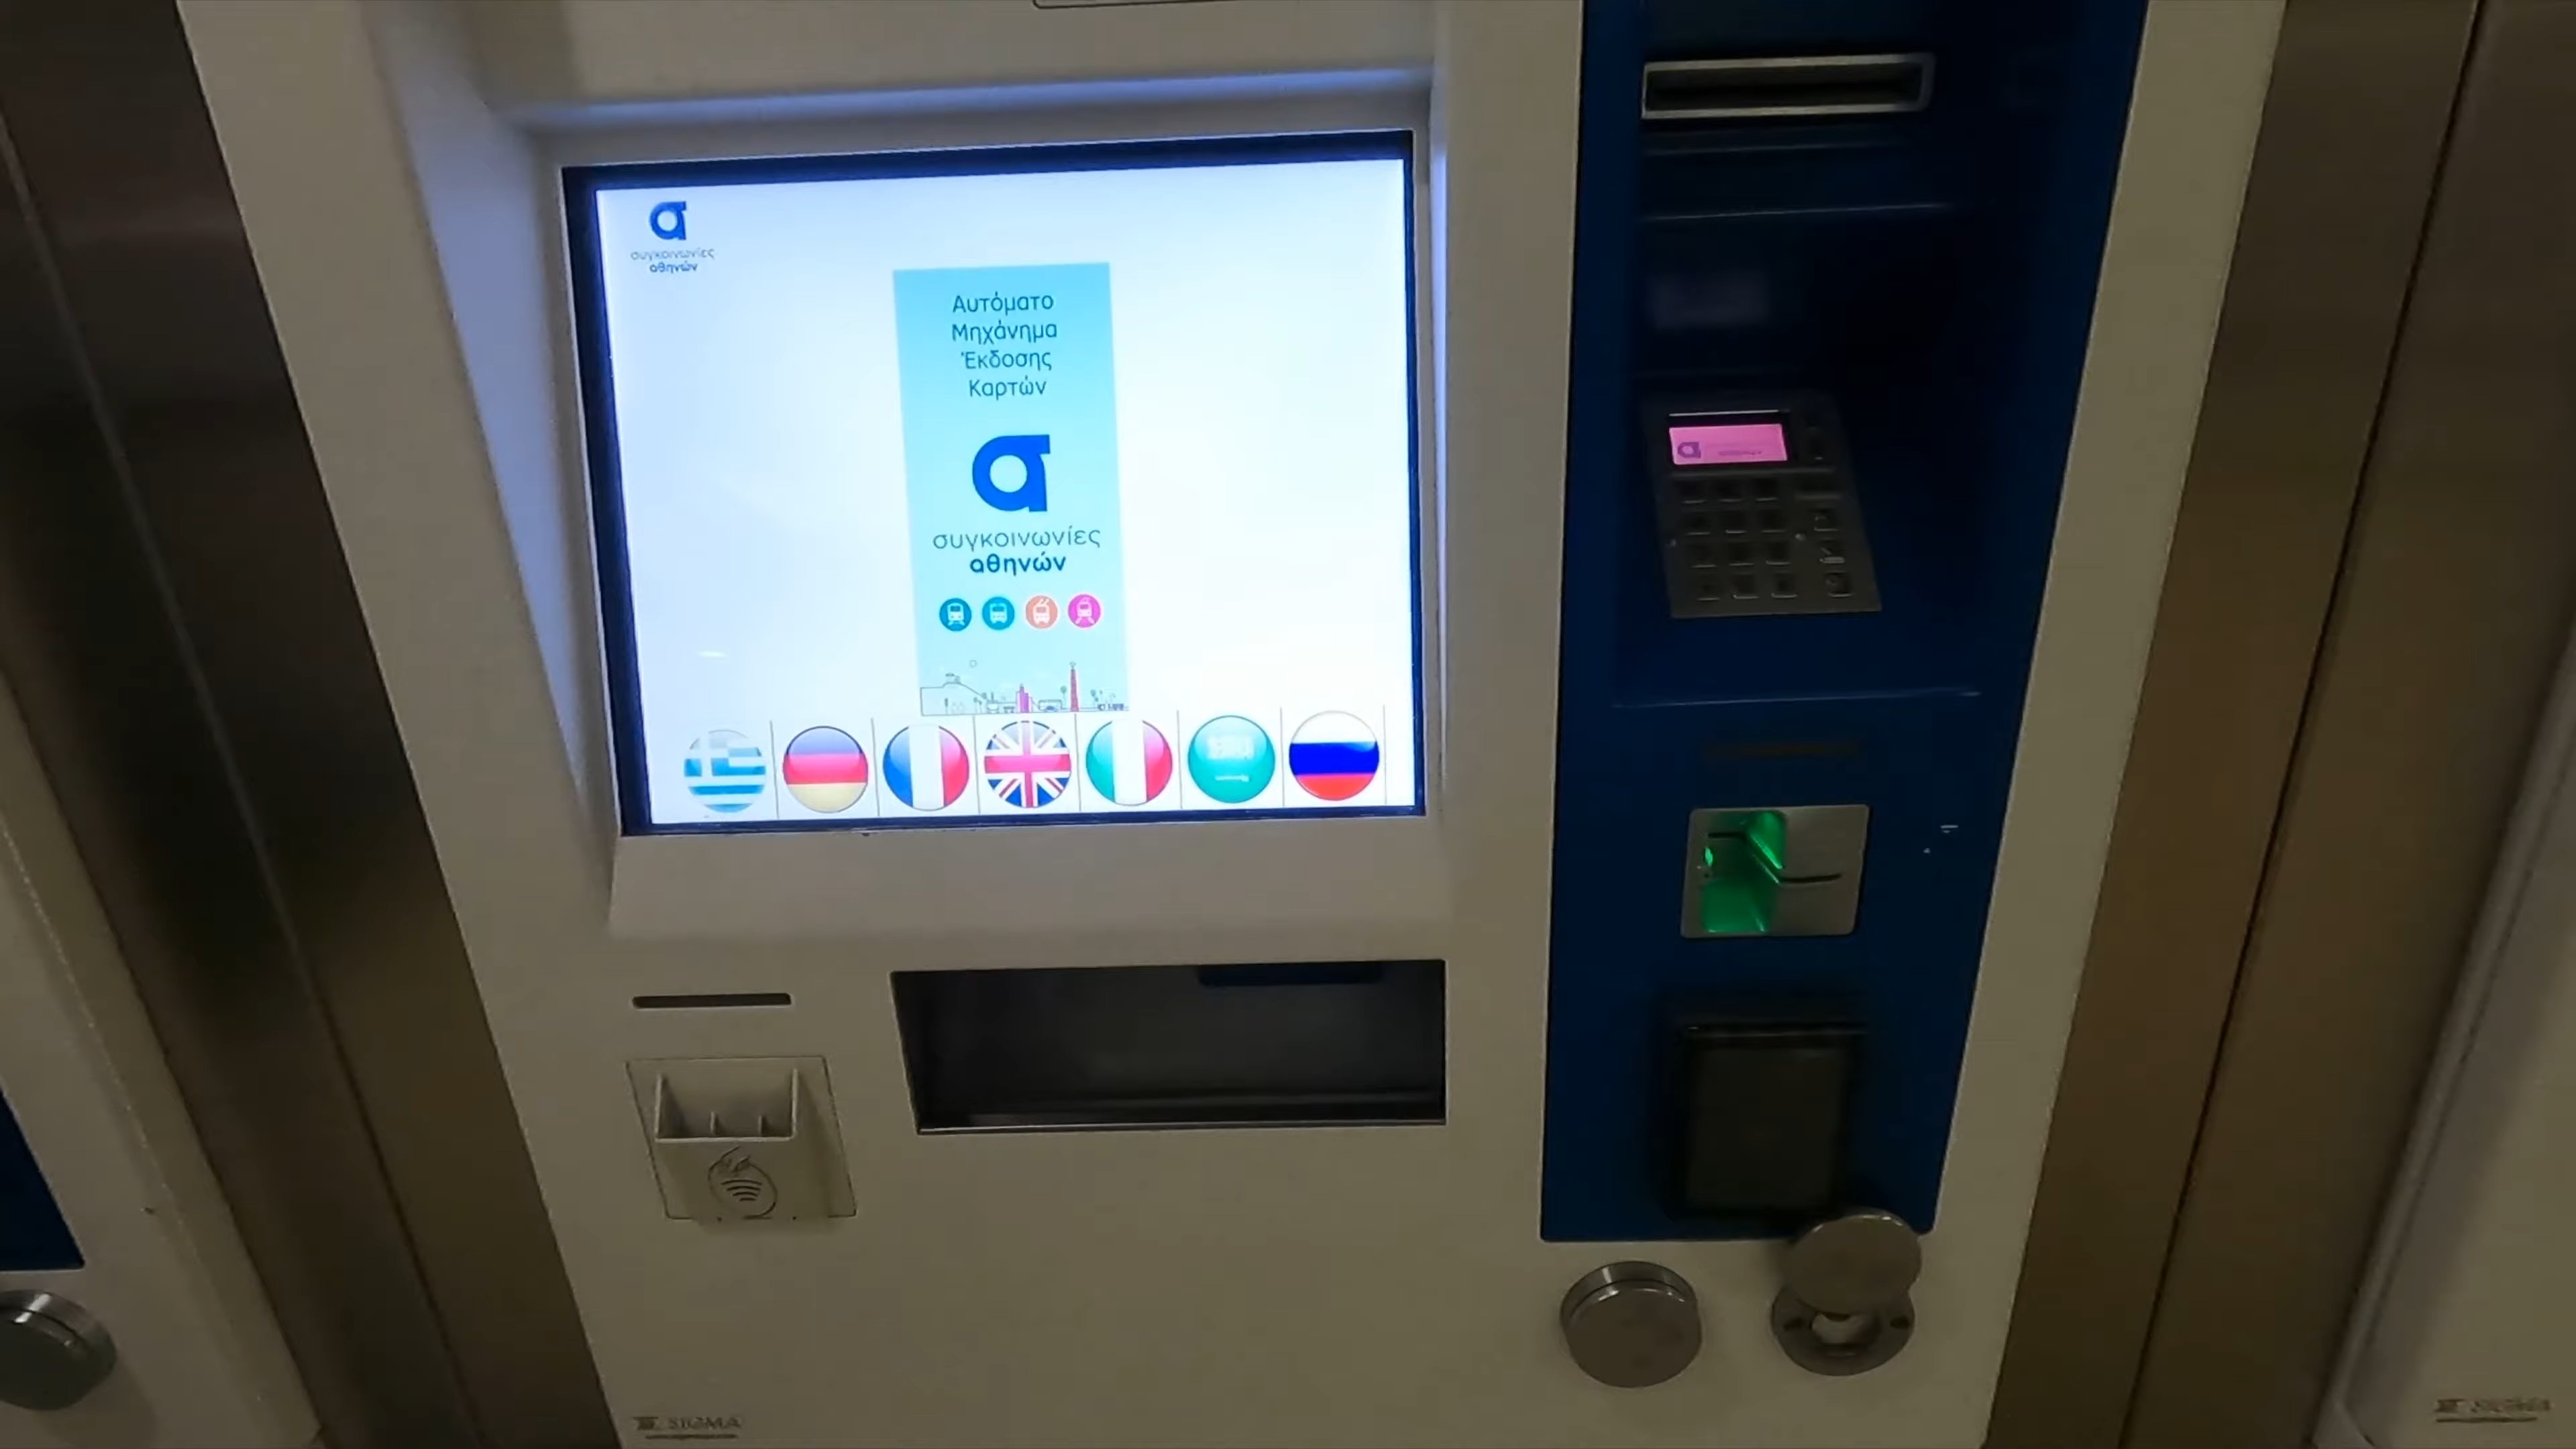 συγκοινωνίες
αθηνών
Αυτόματο
Μηχάνημα
Έκδοσης
Καρτών
συγκοινωνίες
αθηνών
SIGMA